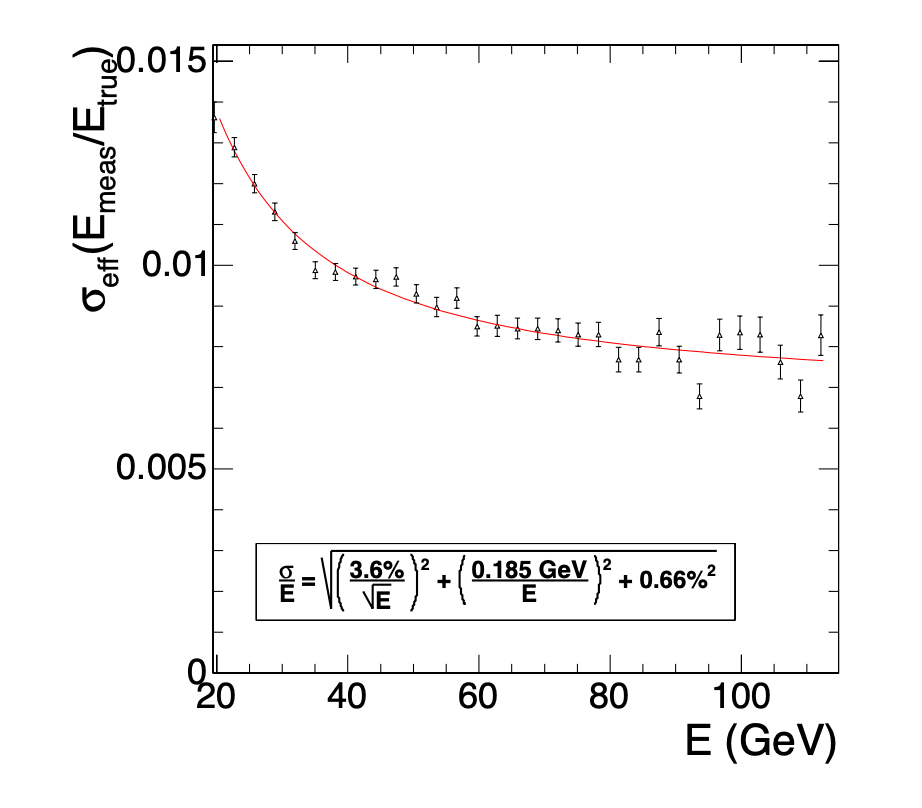 σeff(Emeas/Etrue)
0.015
0.01
0.005
0
σ/E = √((3.6%/√E)² + (0.185 GeV/E)² + 0.66%²)
20 40 60 80 100
E (GeV)